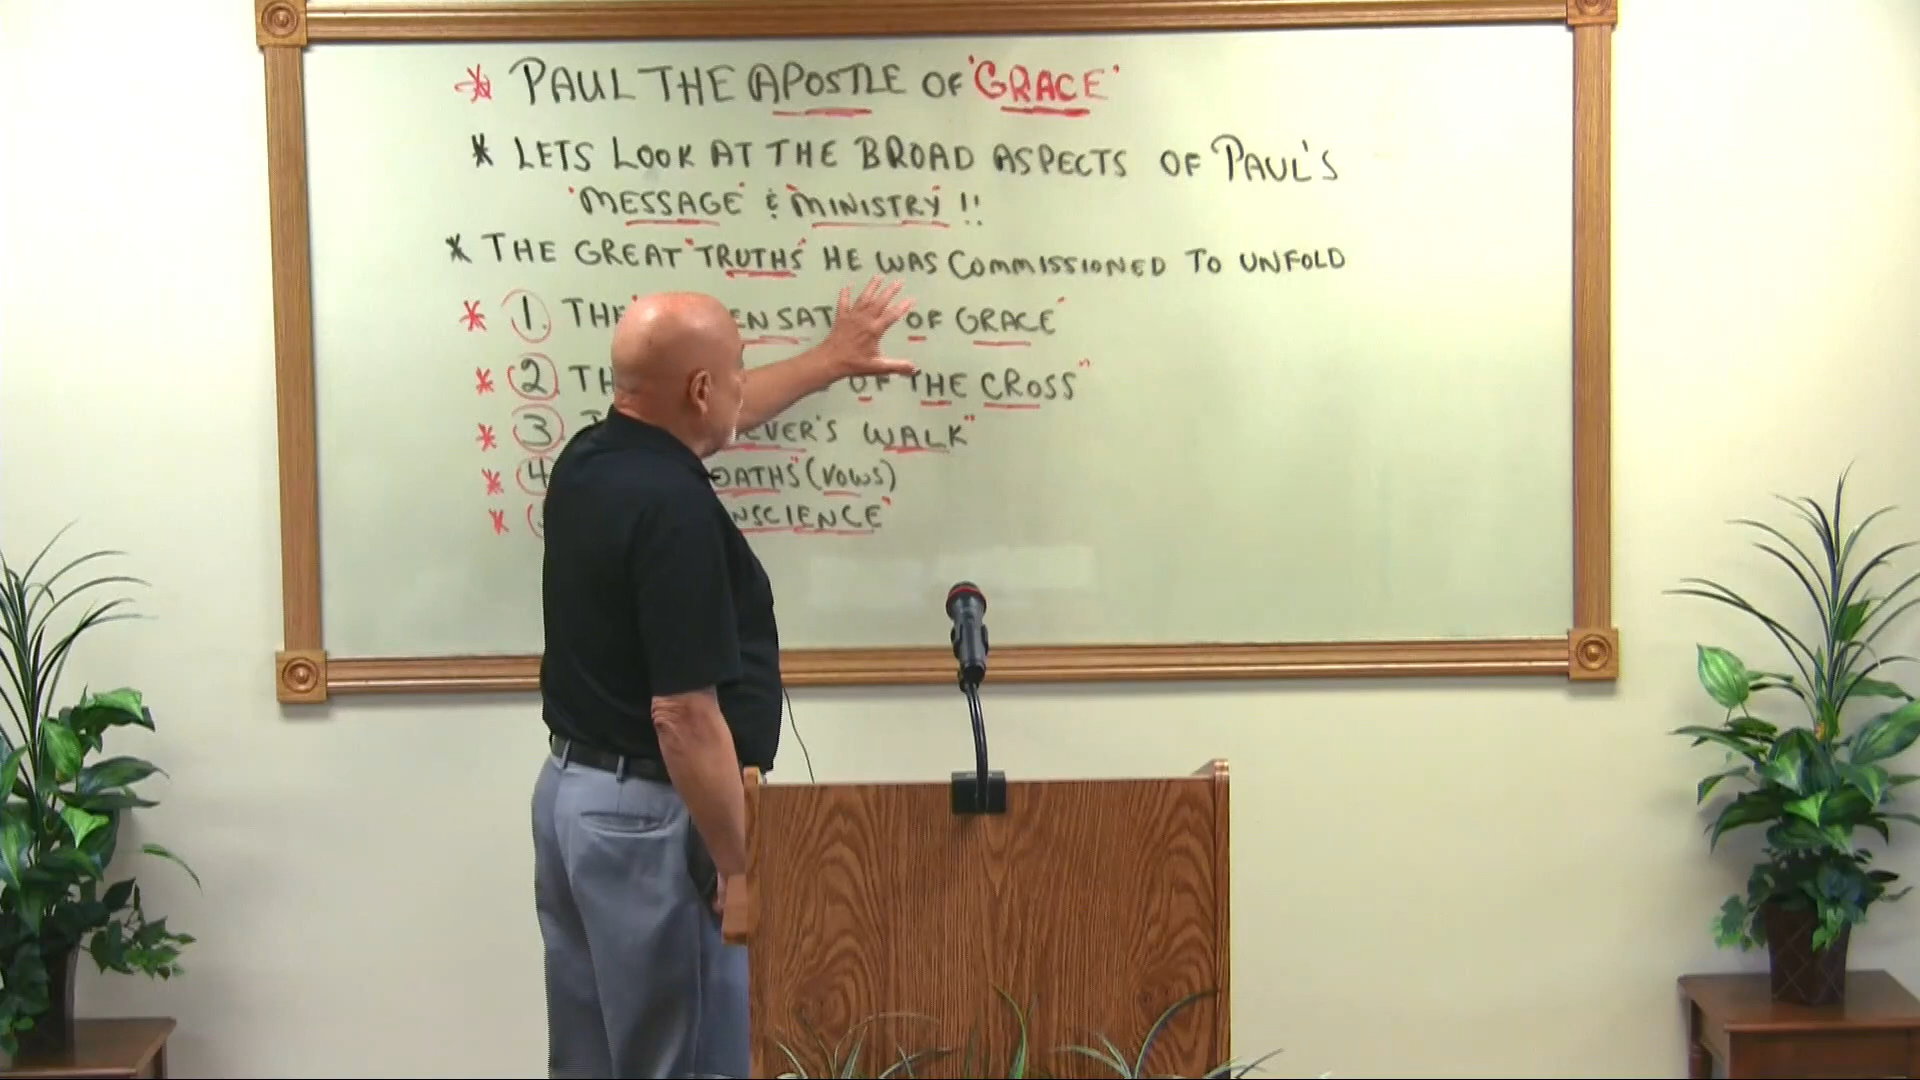 * PAUL THE APOSTLE OF 'GRACE'
* LETS LOOK AT THE BROAD ASPECTS OF PAUL'S
"MESSAGE" & "MINISTRY" !!
* THE GREAT "TRUTHS" HE WAS COMMISSIONED TO UNFOLD
* 1. THE OF GRACE"
* 2 OF THE CROSS"
* 3 WALK"
* 4 OATHS" (VOWS)
*